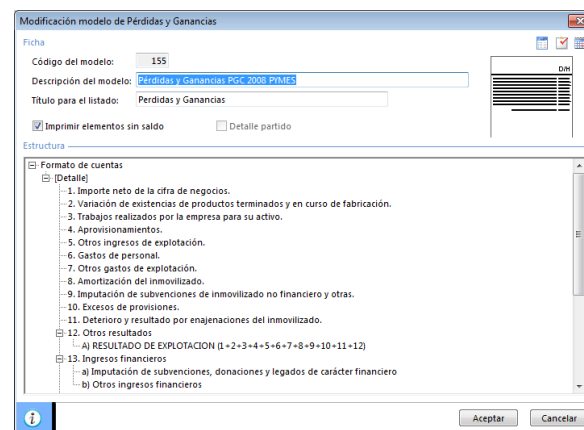 Modificación modelo de Pérdidas y Ganancias
Ficha
Código del modelo: 155
Descripción del modelo: Pérdidas y Ganancias PGC 2008 PYMES
Título para el listado: Perdidas y Ganancias
Imprimir elementos sin saldo Detalle partido
D/H
Estructura
Formato de cuentas
[Detalle]
1. Importe neto de la cifra de negocios.
2. Variación de existencias de productos terminados y en curso de fabricación.
3. Trabajos realizados por la empresa para su activo.
4. Aprovisionamientos.
5. Otros ingresos de explotación.
6. Gastos de personal.
7. Otros gastos de explotación.
8. Amortización del inmovilizado.
9. Imputación de subvenciones de inmovilizado no financiero y otras.
10. Excesos de provisiones.
11. Deterioro y resultado por enajenaciones del inmovilizado.
12. Otros resultados
A) RESULTADO DE EXPLOTACION (1+2+3+4+5+6+7+8+9+10+11+12)
13. Ingresos financieros
a) Imputación de subvenciones, donaciones y legados de carácter financiero
b) Otros ingresos financieros
Aceptar Cancelar